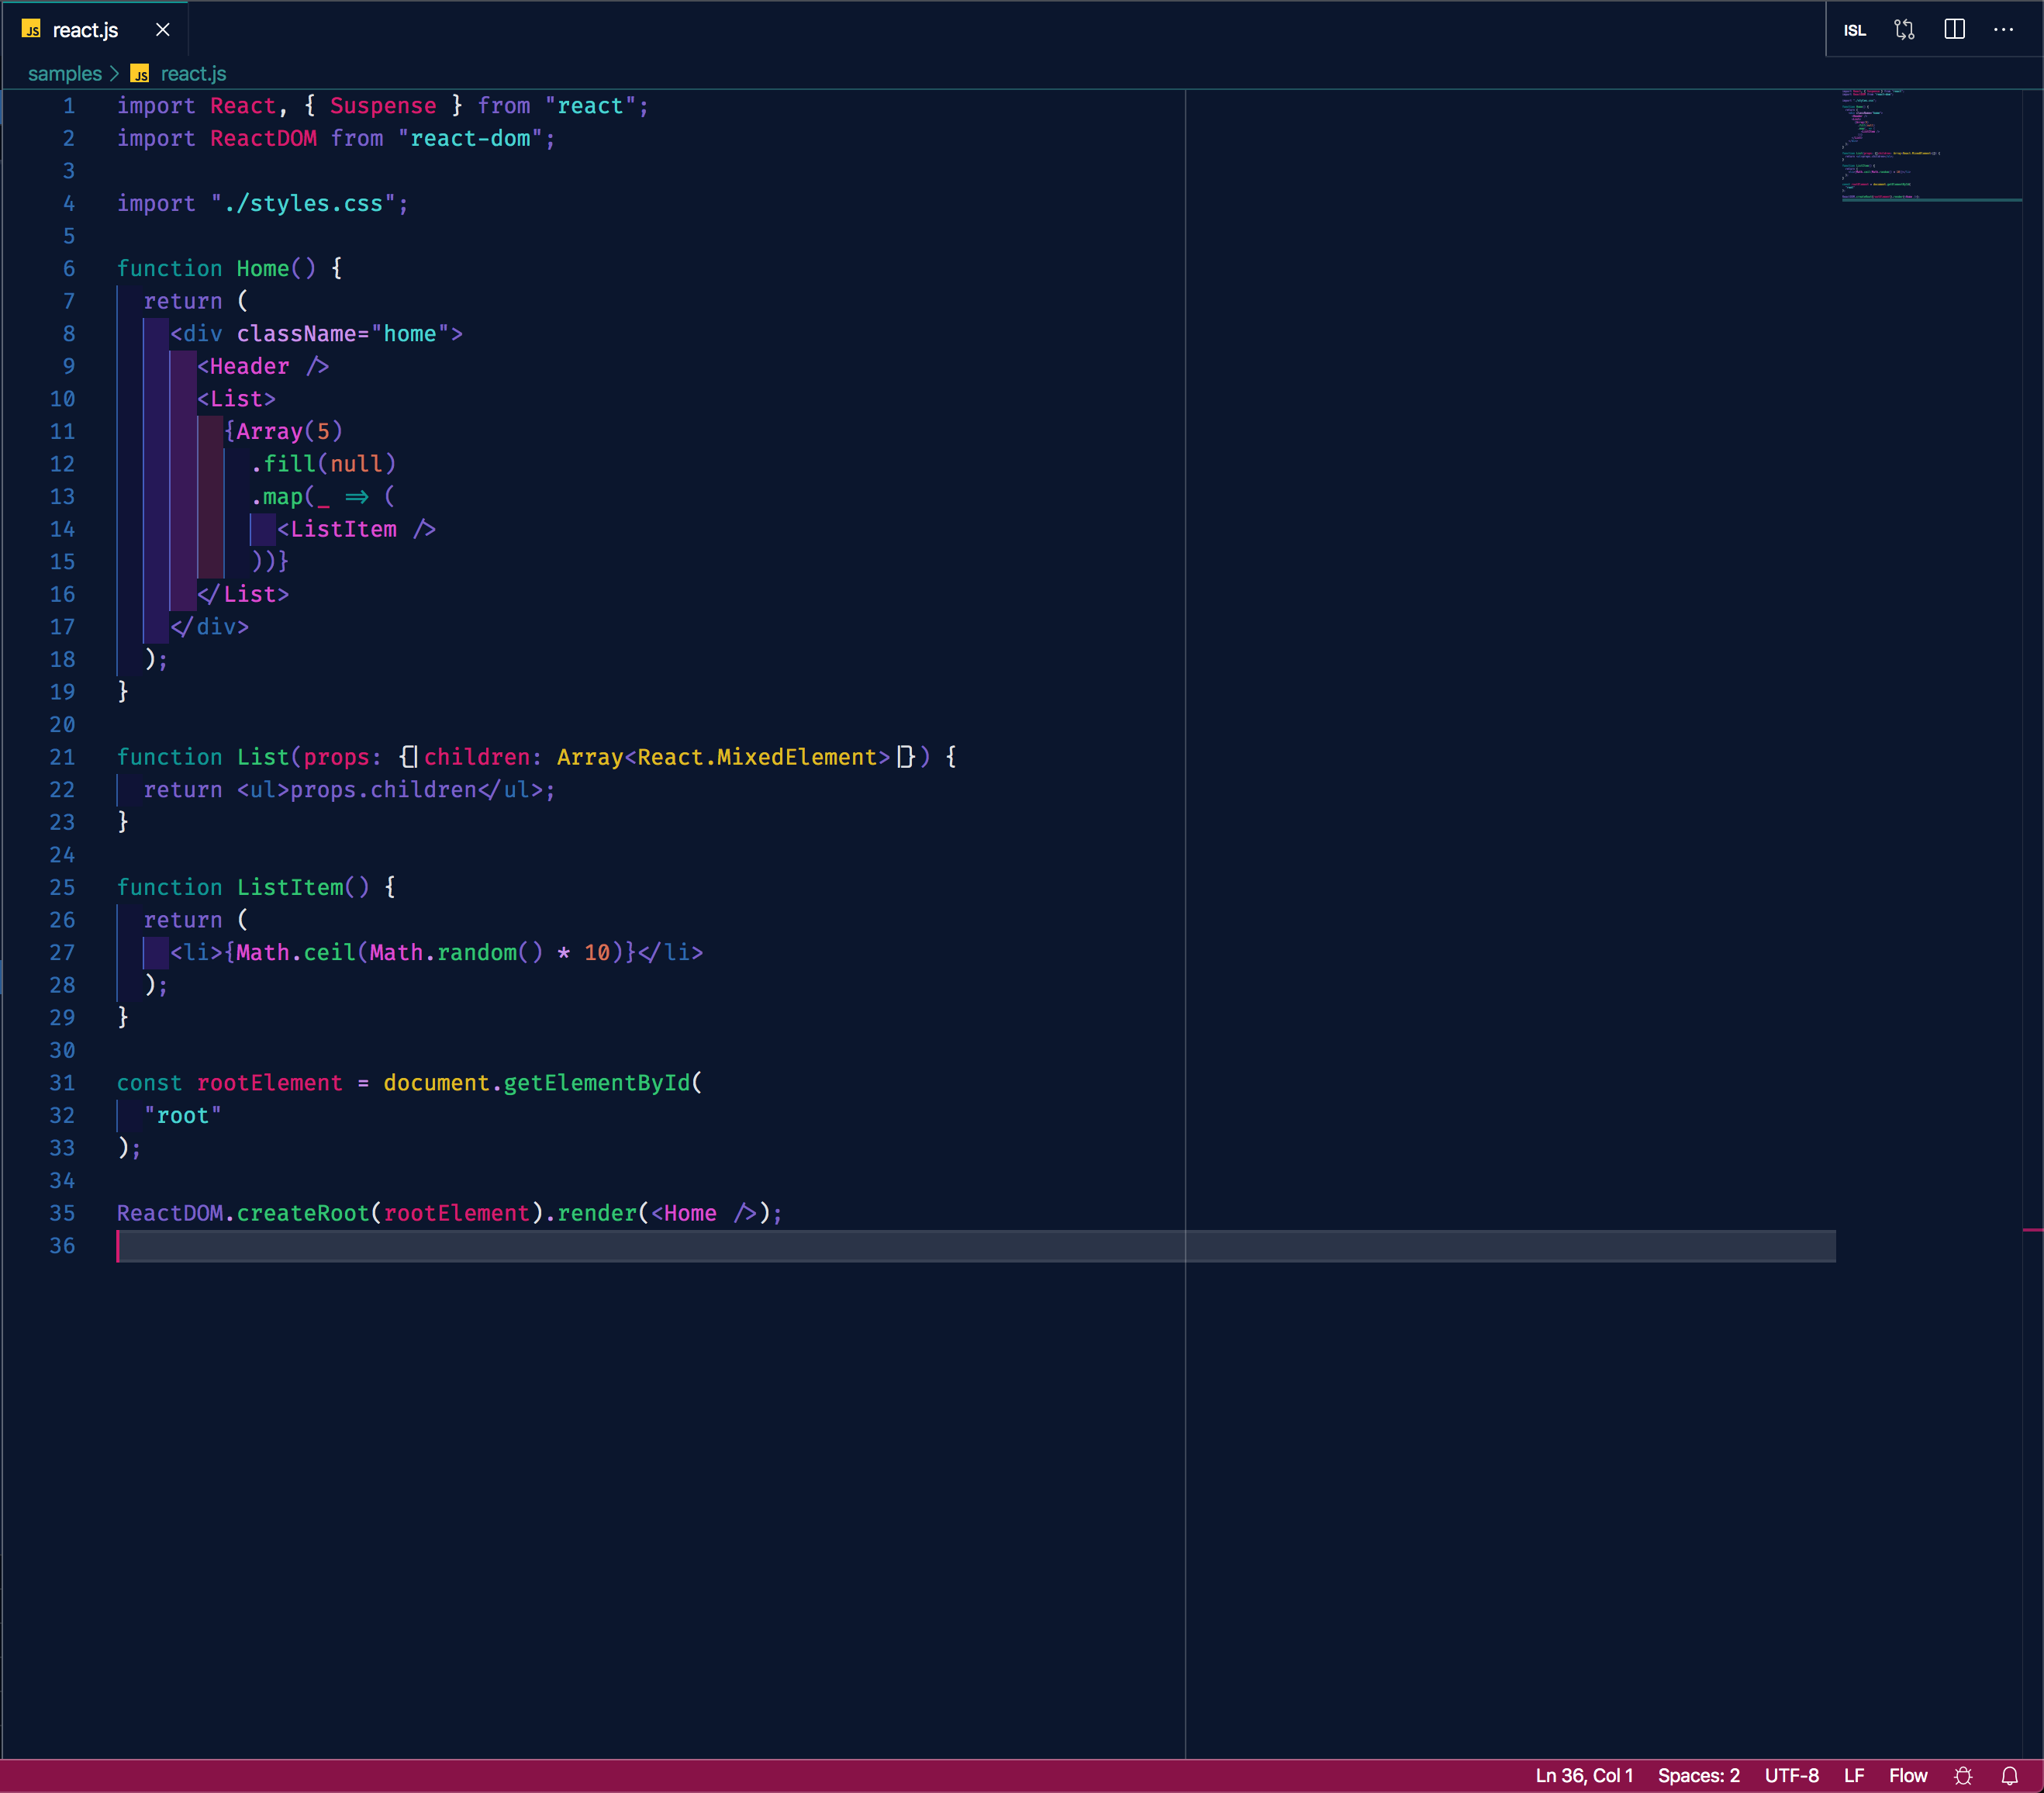 JS react.js
ISL
samples > JS react.js
1 import React, { Suspense } from "react";
2 import ReactDOM from "react-dom";
3
4 import "./styles.css";
5
6 function Home() {
7   return (
8     <div className="home">
9       <Header />
10       <List>
11         {Array(5)
12           .fill(null)
13           .map(_ => (
14             <ListItem />
15           ))}
16       </List>
17     </div>
18   );
19 }
20
21 function List(props: {|children: Array<React.MixedElement>|}) {
22   return <ul>props.children</ul>;
23 }
24
25 function ListItem() {
26   return (
27     <li>{Math.ceil(Math.random() * 10)}</li>
28   );
29 }
30
31 const rootElement = document.getElementById(
32   "root"
33 );
34
35 ReactDOM.createRoot(rootElement).render(<Home />);
36
Ln 36, Col 1 Spaces: 2 UTF-8 LF Flow